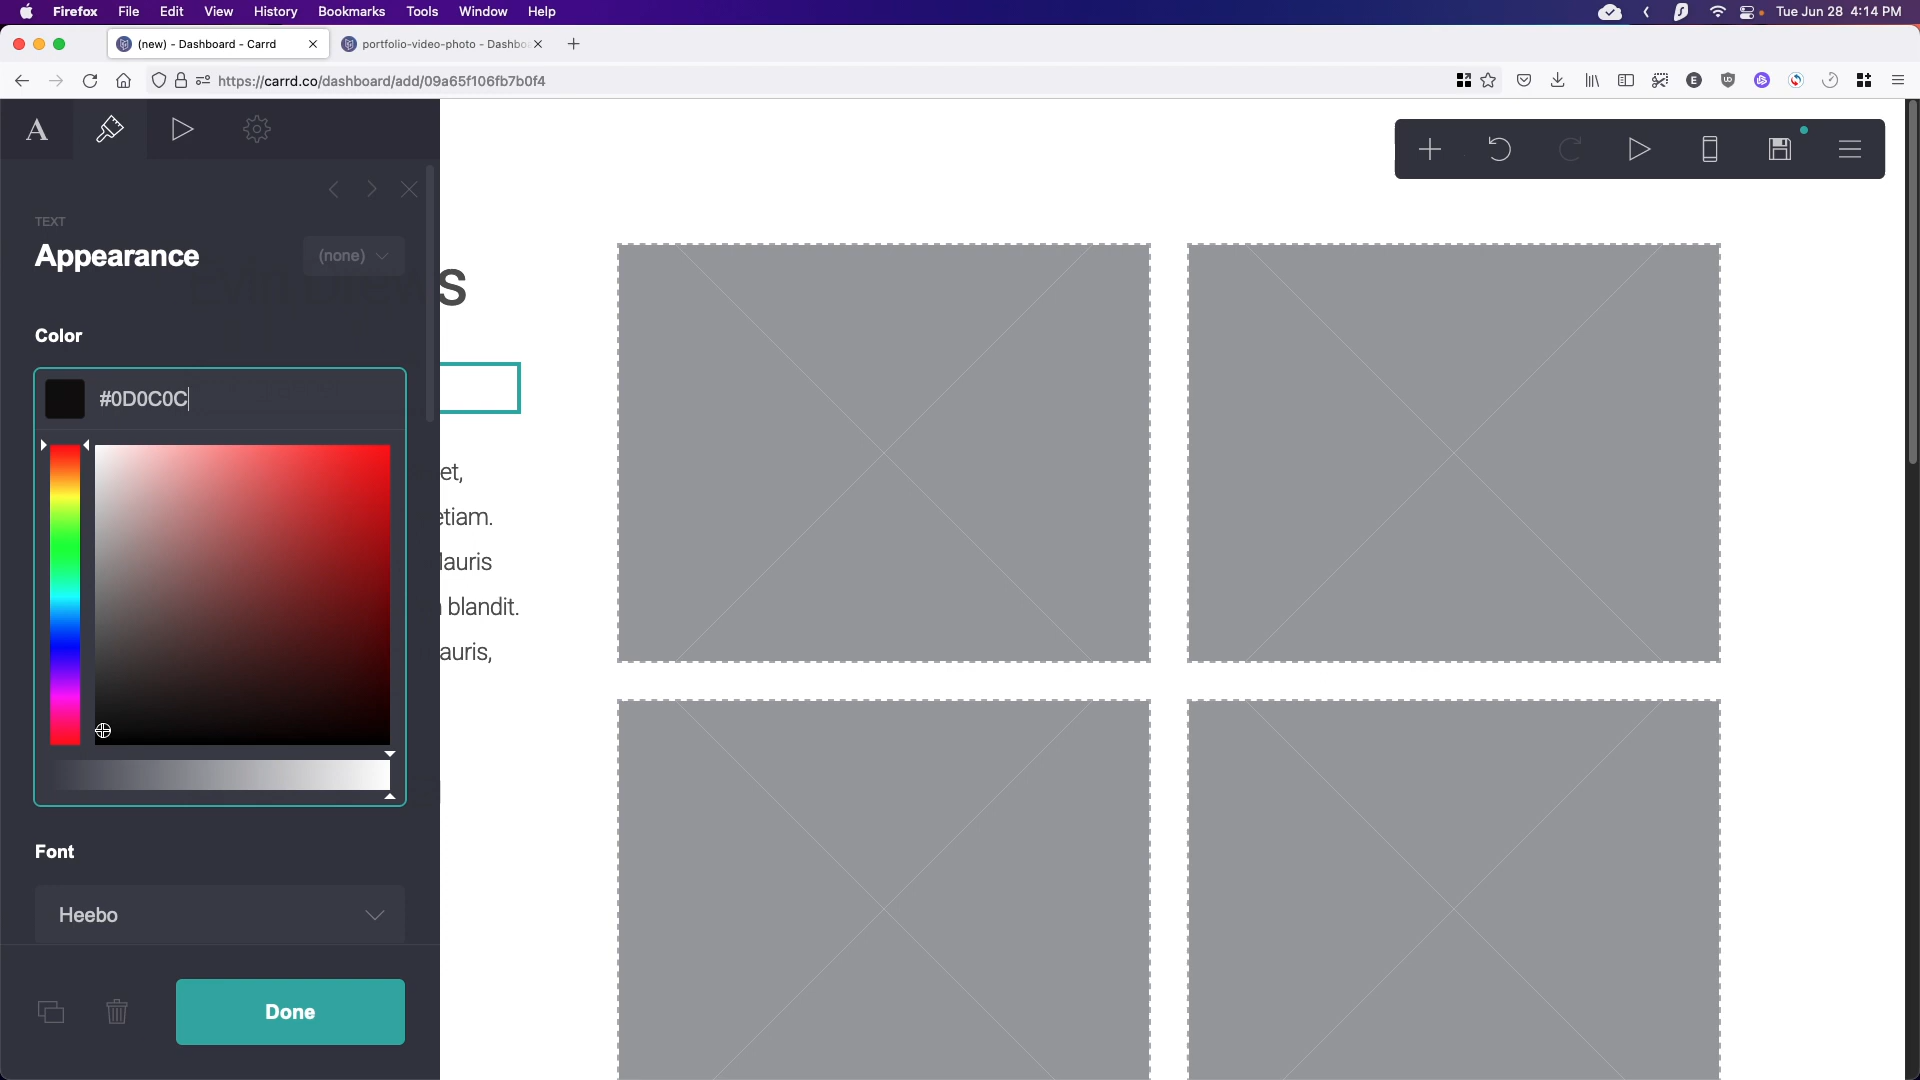 Firefox File Edit View History Bookmarks Tools Window Help Tue Jun 28 4:14 PM
(new) - Dashboard - Carrd portfolio-video-photo - Dashbo
https://carrd.co/dashboard/add/09a65f106fb7b0f4
TEXT
Appearance (none)
Color
#0D0C0C
et,
etiam.
lauris
blandit.
auris,
Font
Heebo
Done